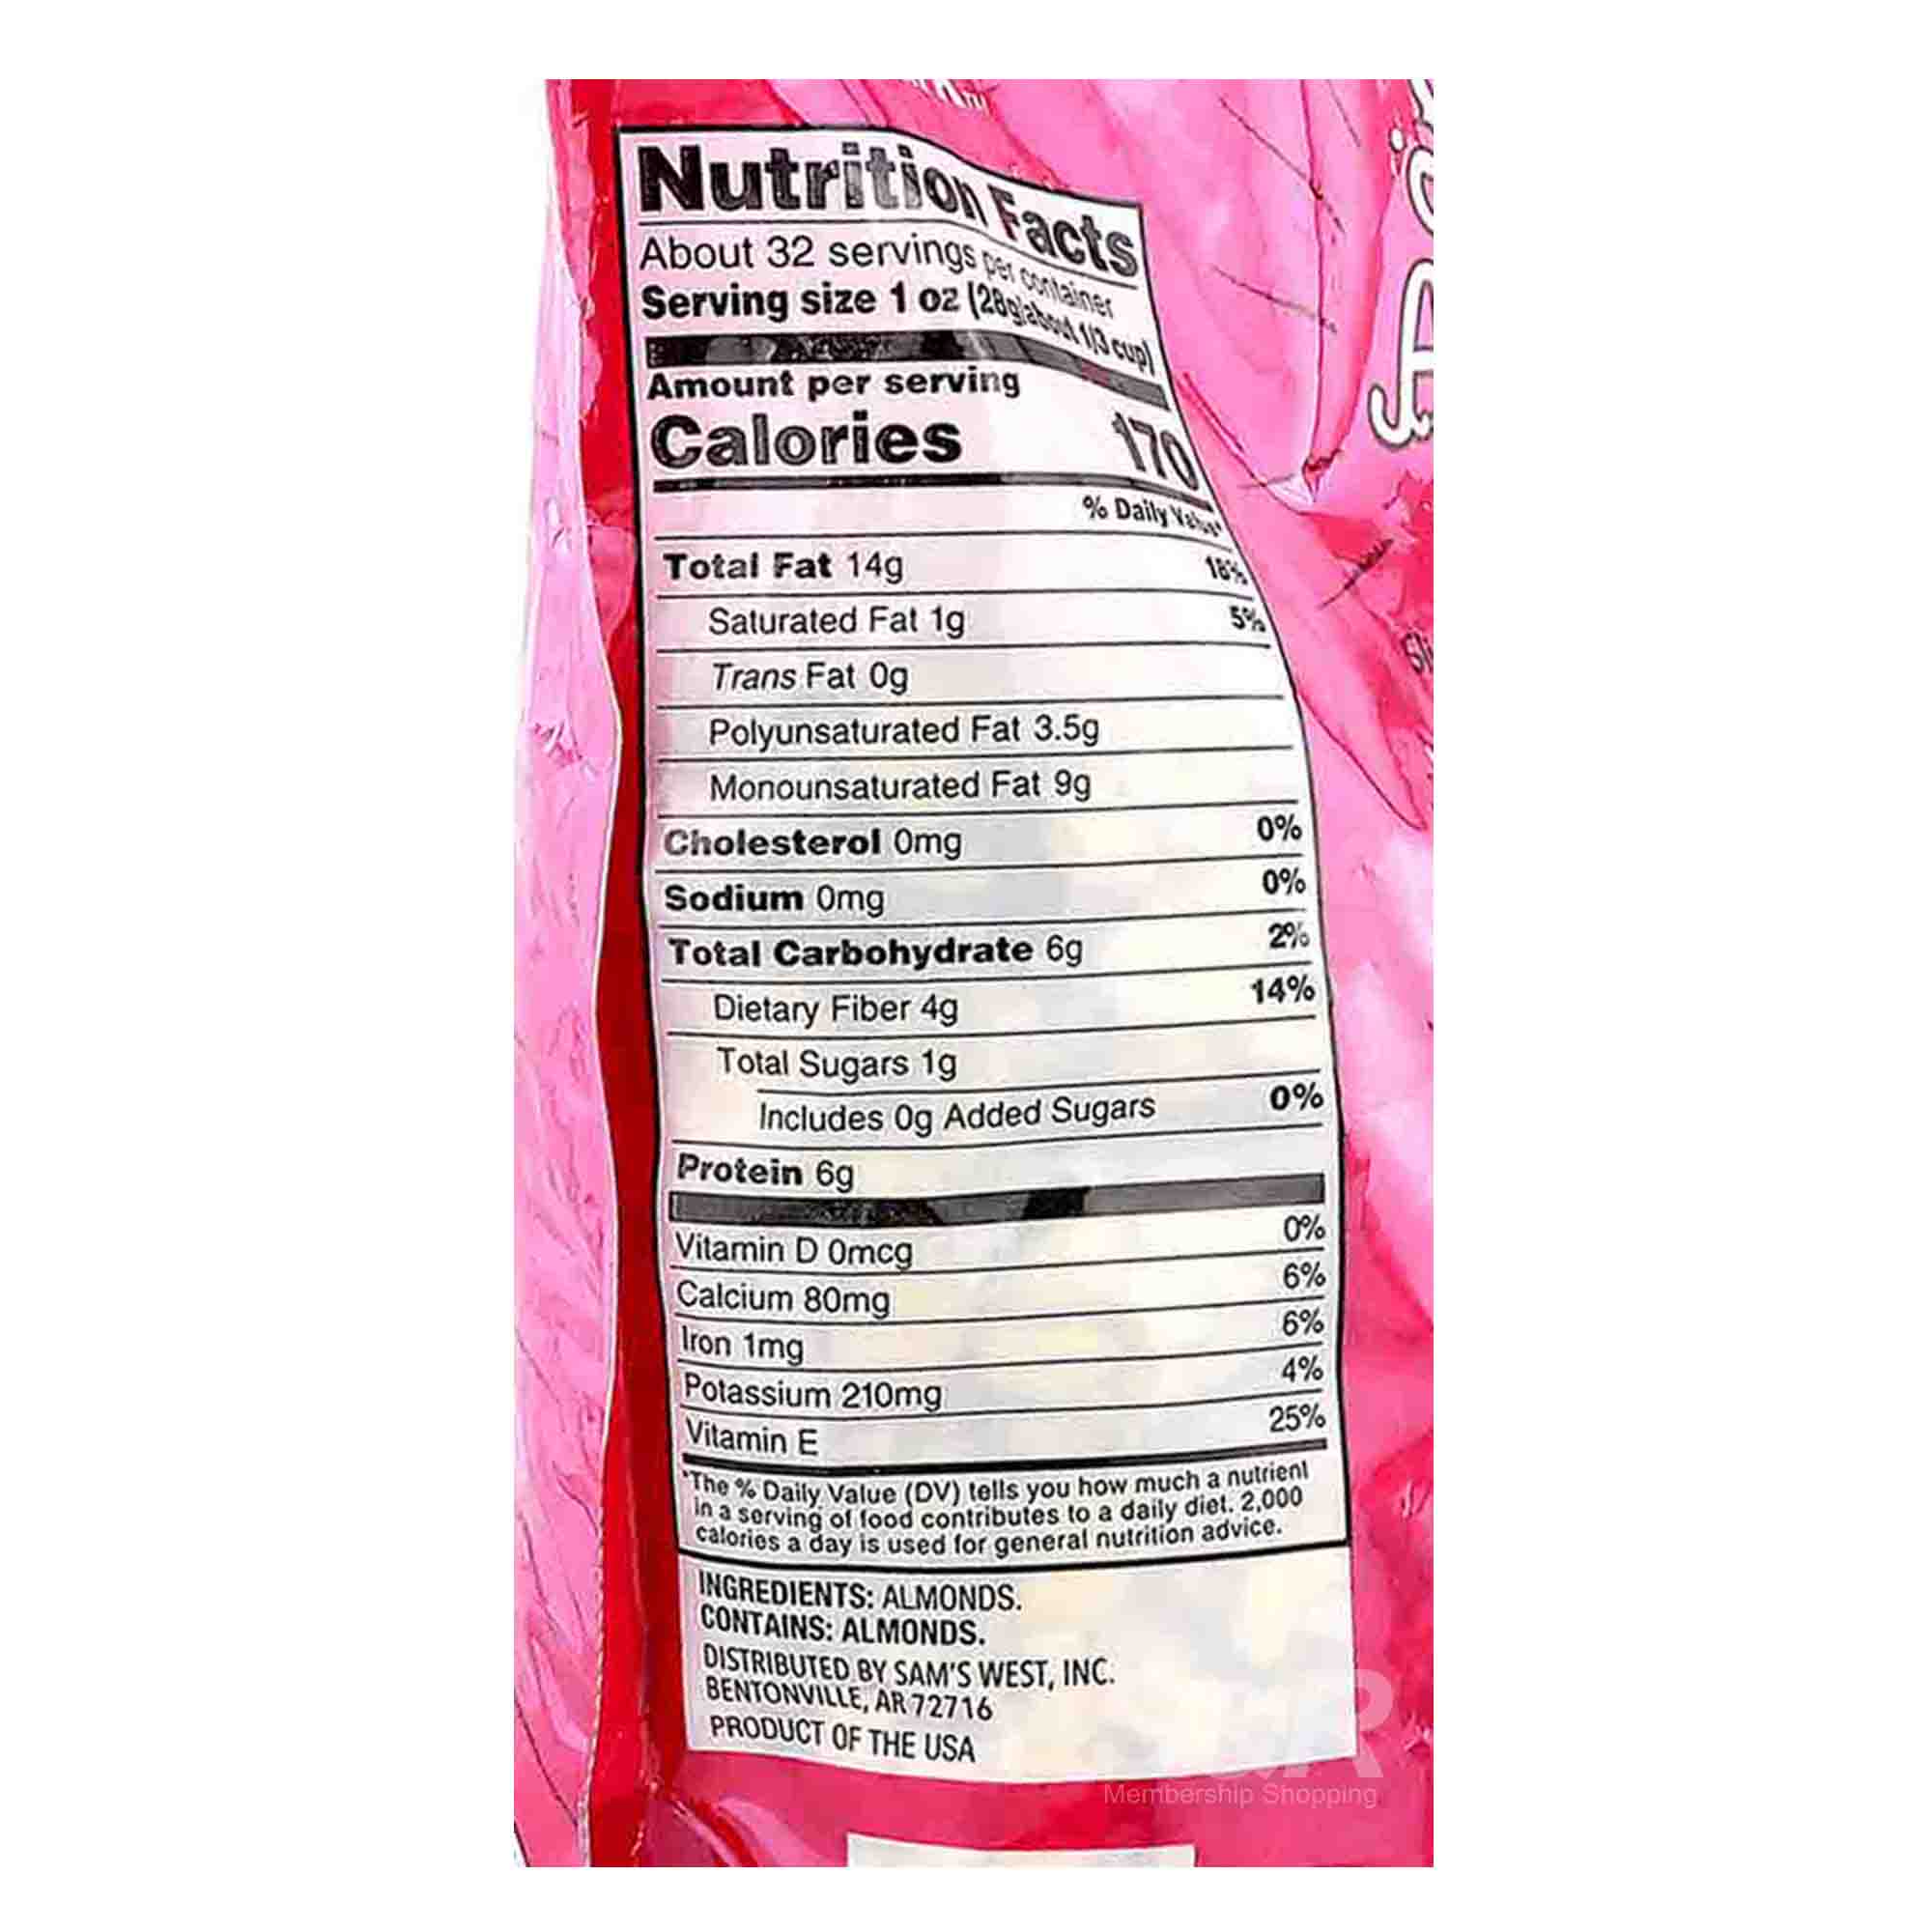 Nutrition Facts
About 32 servings per container
Serving size 1 oz (28g/about 1/3 cup)
Amount per serving
Calories 170
% Daily Value*
Total Fat 14g 18%
Saturated Fat 1g 5%
Trans Fat 0g
Polyunsaturated Fat 3.5g
Monounsaturated Fat 9g
Cholesterol 0mg 0%
Sodium 0mg 0%
Total Carbohydrate 6g 2%
Dietary Fiber 4g 14%
Total Sugars 1g
Includes 0g Added Sugars 0%
Protein 6g
Vitamin D 0mcg 0%
Calcium 80mg 6%
Iron 1mg 6%
Potassium 210mg 4%
Vitamin E 25%
*The % Daily Value (DV) tells you how much a nutrient
in a serving of food contributes to a daily diet. 2,000
calories a day is used for general nutrition advice.
INGREDIENTS: ALMONDS.
CONTAINS: ALMONDS.
DISTRIBUTED BY SAM'S WEST, INC.
BENTONVILLE, AR 72716
PRODUCT OF THE USA
Membership Shopping